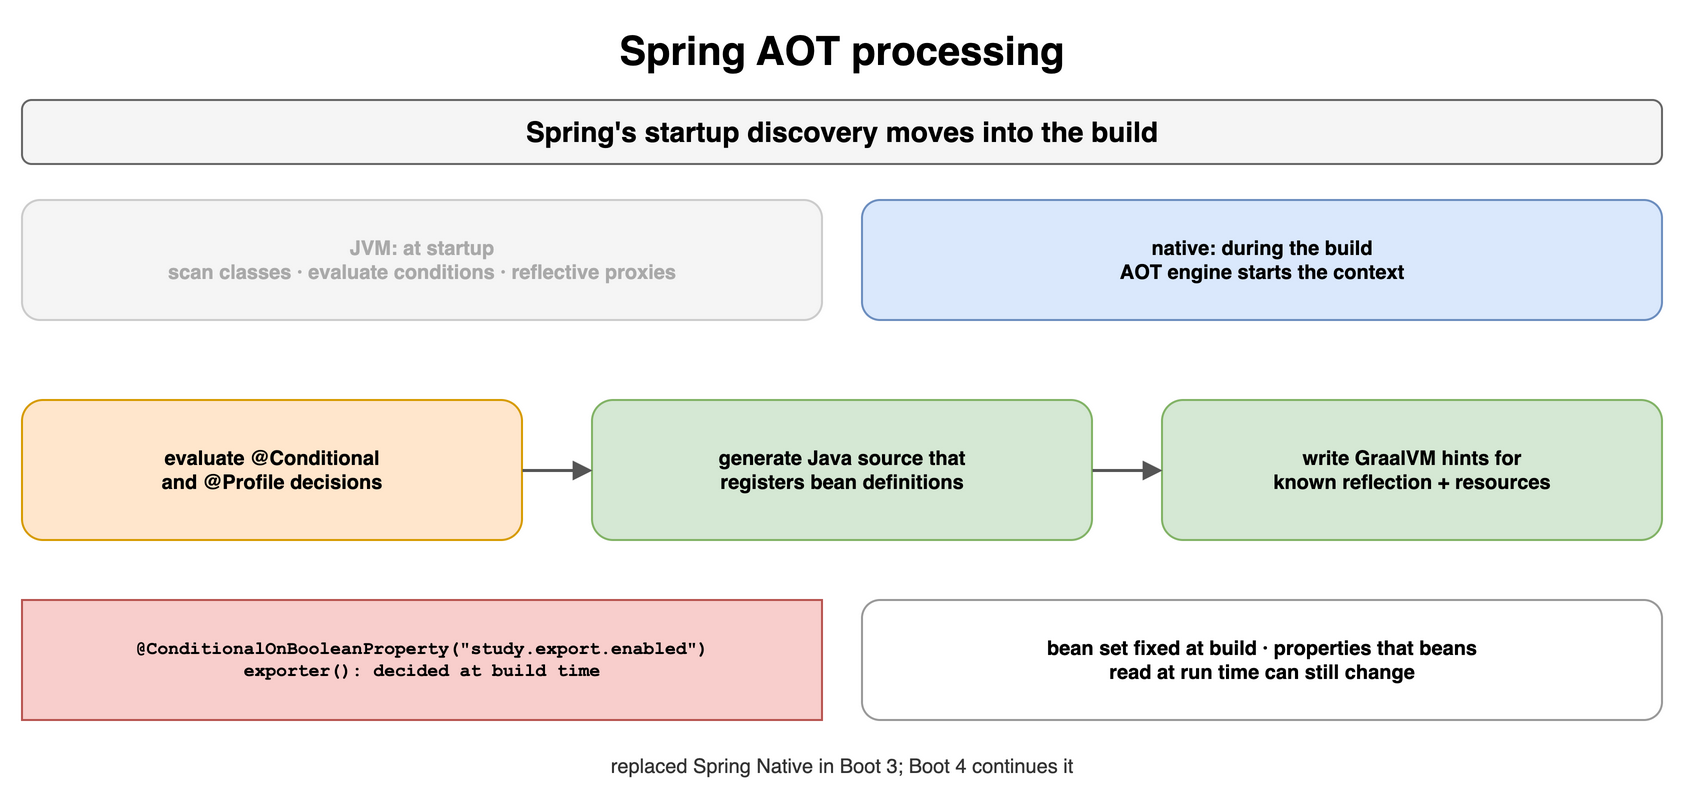 Spring AOT processing
Spring's startup discovery moves into the build
JVM: at startup
scan classes · evaluate conditions · reflective proxies
native: during the build
AOT engine starts the context
evaluate @Conditional
and @Profile decisions
generate Java source that
registers bean definitions
write GraalVM hints for
known reflection + resources
@ConditionalOnBooleanProperty("study.export.enabled")
exporter(): decided at build time
bean set fixed at build · properties that beans
read at run time can still change
replaced Spring Native in Boot 3; Boot 4 continues it